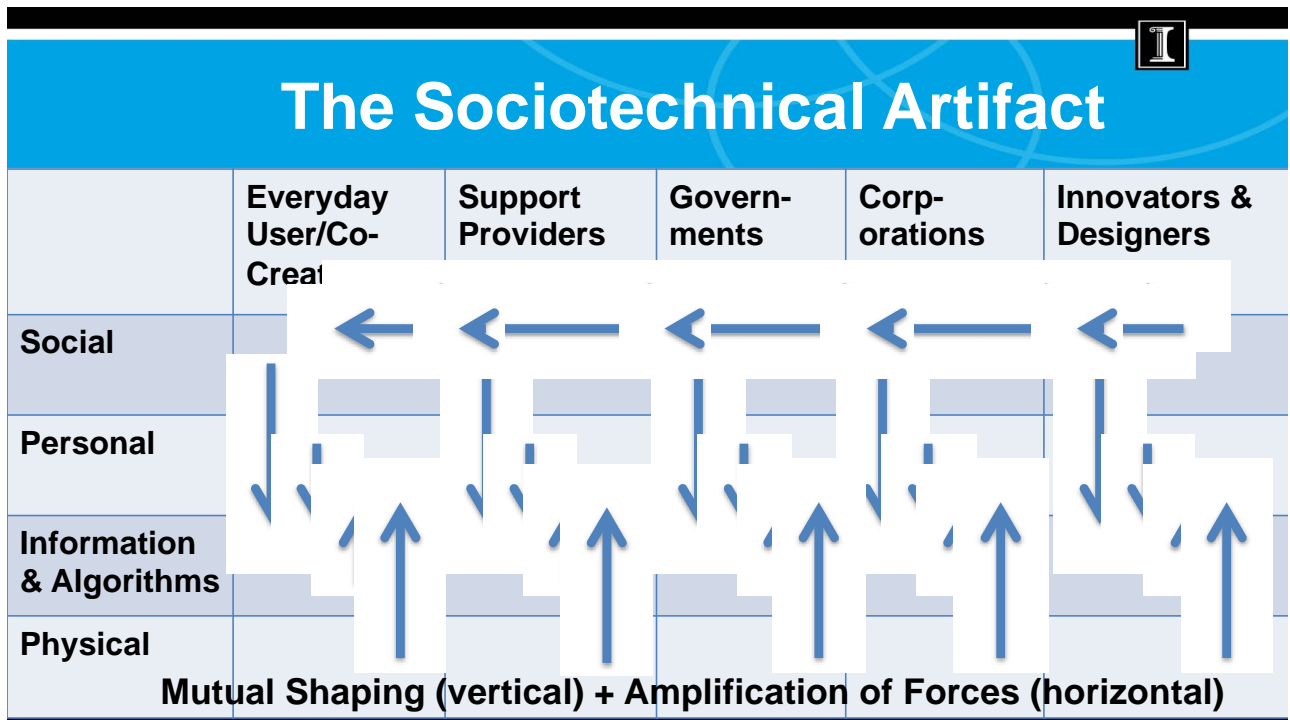 The Sociotechnical Artifact
Everyday
User/Co-
Creat
Support
Providers
Govern-
ments
Corp-
orations
Innovators &
Designers
Social
Personal
Information
& Algorithms
Physical
Mutual Shaping (vertical) + Amplification of Forces (horizontal)